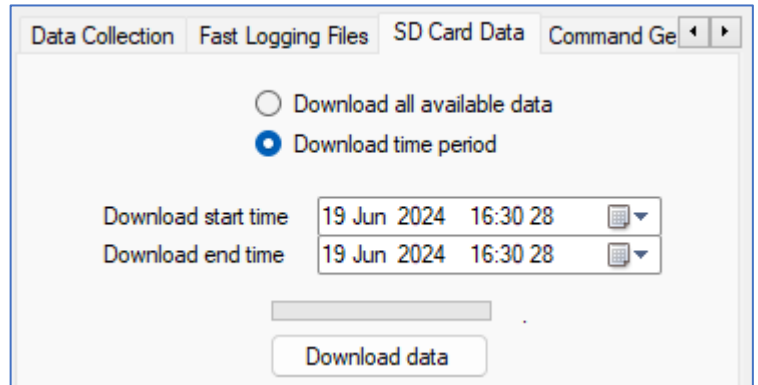 Data Collection Fast Logging Files SD Card Data Command Ge
Download all available data
Download time period
Download start time 19 Jun 2024 16:30 28
Download end time 19 Jun 2024 16:30 28
.
Download data